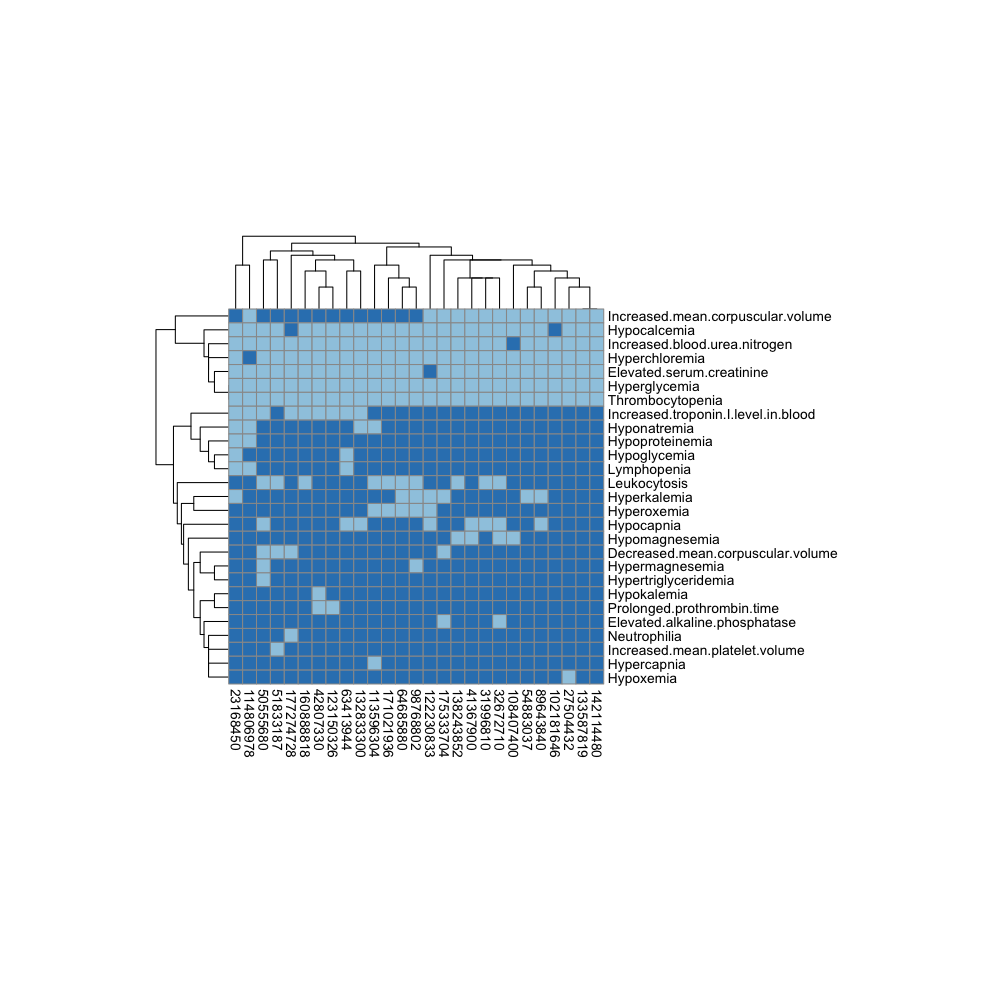 Increased.mean.corpuscular.volume
Hypocalcemia
Increased.blood.urea.nitrogen
Hyperchloremia
Elevated.serum.creatinine
Hyperglycemia
Thrombocytopenia
Increased.troponin.I.level.in.blood
Hyponatremia
Hypoproteinemia
Hypoglycemia
Lymphopenia
Leukocytosis
Hyperkalemia
Hyperoxemia
Hypocapnia
Hypomagnesemia
Decreased.mean.corpuscular.volume
Hypermagnesemia
Hypertriglyceridemia
Hypokalemia
Prolonged.prothrombin.time
Elevated.alkaline.phosphatase
Neutrophilia
Increased.mean.platelet.volume
Hypercapnia
Hypoxemia
23168450
114806978
50555680
51833187
177274728
160888818
42807330
123150326
63413944
132833300
113596304
171021936
64685880
98768802
122230833
175333704
138243852
41367900
31996810
32672710
108407400
54883037
89643840
102181646
27504432
133587819
142114480